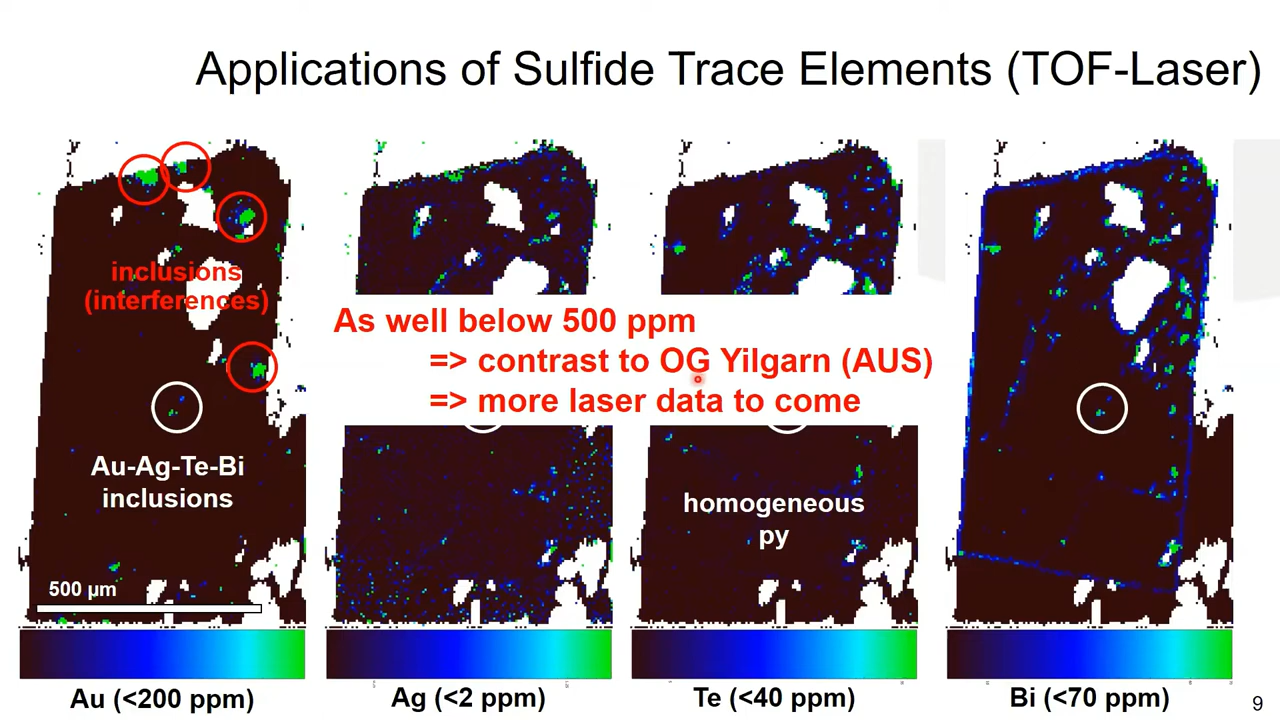 Applications of Sulfide Trace Elements (TOF-Laser)
inclusions
(interferences)
As well below 500 ppm
=> contrast to OG Yilgarn (AUS)
=> more laser data to come
Au-Ag-Te-Bi
inclusions
homogeneous
py
500 µm
Au (<200 ppm)
Ag (<2 ppm)
Te (<40 ppm)
Bi (<70 ppm)
9